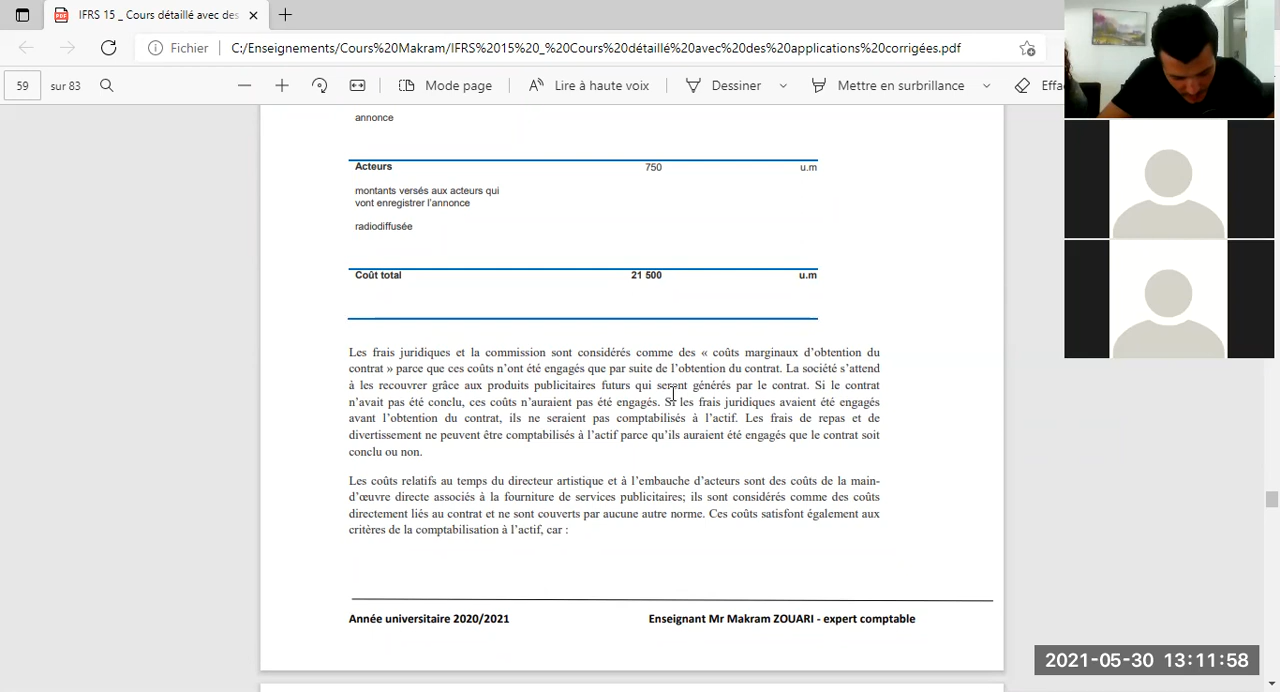 IFRS 15 _ Cours détaillé avec des
Fichier C:/Enseignements/Cours%20Makram/IFRS%2015%20_%20Cours%20détaillé%20avec%20des%20applications%20corrigées.pdf
59 sur 83 Mode page Lire à haute voix Dessiner Mettre en surbrillance
annonce
Acteurs 750 u.m
montants versés aux acteurs qui
vont enregistrer l'annonce
radiodiffusée
Coût total 21 500 u.m
Les frais juridiques et la commission sont considérés comme des « coûts marginaux d'obtention du
contrat » parce que ces coûts n'ont été engagés que par suite de l'obtention du contrat. La société s'attend
à les recouvrer grâce aux produits publicitaires futurs qui seront générés par le contrat. Si le contrat
n'avait pas été conclu, ces coûts n'auraient pas été engagés. Si les frais juridiques avaient été engagés
avant l'obtention du contrat, ils ne seraient pas comptabilisés à l'actif. Les frais de repas et de
divertissement ne peuvent être comptabilisés à l'actif parce qu'ils auraient été engagés que le contrat soit
conclu ou non.
Les coûts relatifs au temps du directeur artistique et à l'embauche d'acteurs sont des coûts de la main-
d'œuvre directe associés à la fourniture de services publicitaires; ils sont considérés comme des coûts
directement liés au contrat et ne sont couverts par aucune autre norme. Ces coûts satisfont également aux
critères de la comptabilisation à l'actif, car :
Année universitaire 2020/2021 Enseignant Mr Makram ZOUARI - expert comptable
2021-05-30 13:11:58